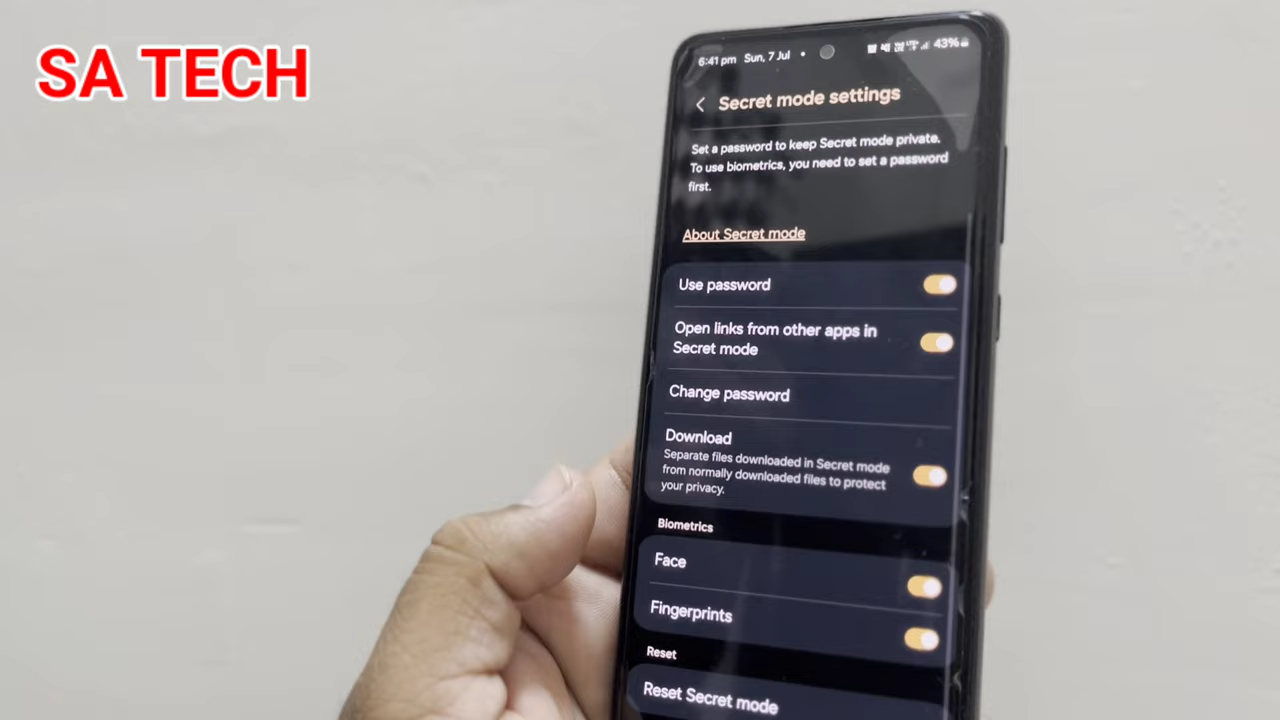 SA TECH
6:41 pm Sun, 7 Jul • 43%
Secret mode settings
Set a password to keep Secret mode private.
To use biometrics, you need to set a password
first.
About Secret mode
Use password
Open links from other apps in
Secret mode
Change password
Download
Separate files downloaded in Secret mode
from normally downloaded files to protect
your privacy.
Biometrics
Face
Fingerprints
Reset
Reset Secret mode